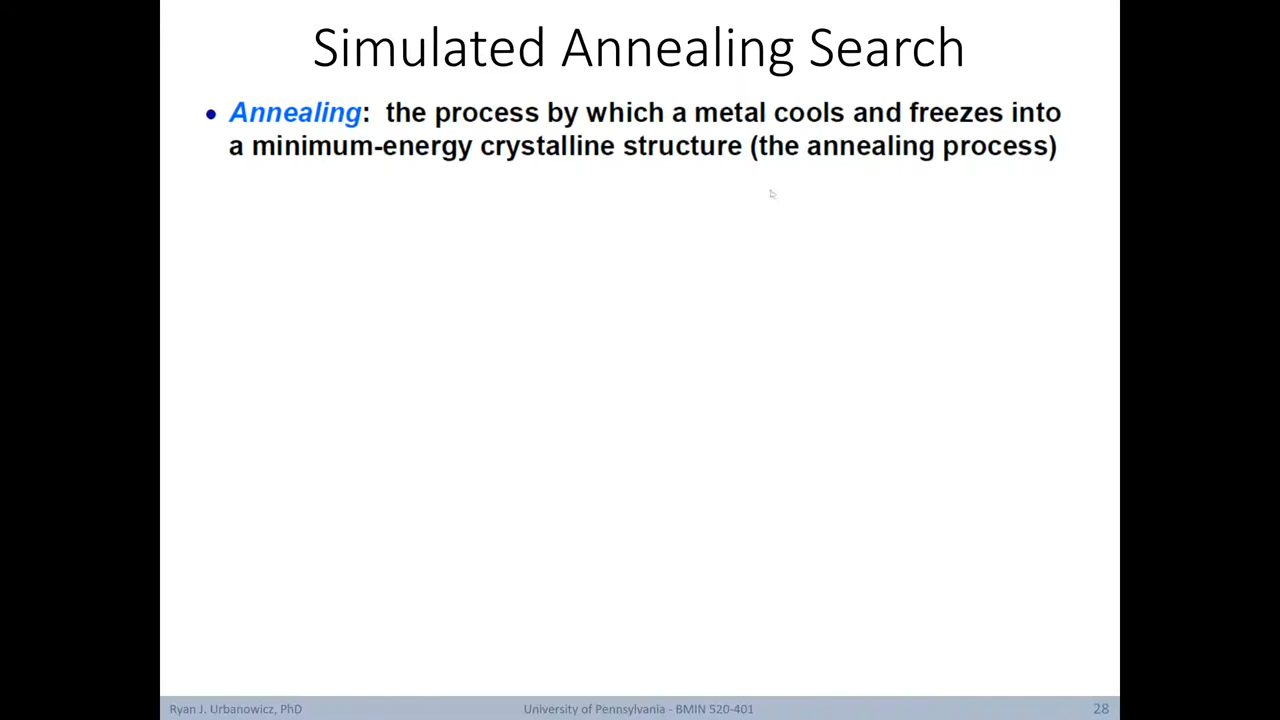 Simulated Annealing Search
• Annealing: the process by which a metal cools and freezes into
a minimum-energy crystalline structure (the annealing process)
Ryan J. Urbanowicz, PhD
University of Pennsylvania - BMIN 520-401
28